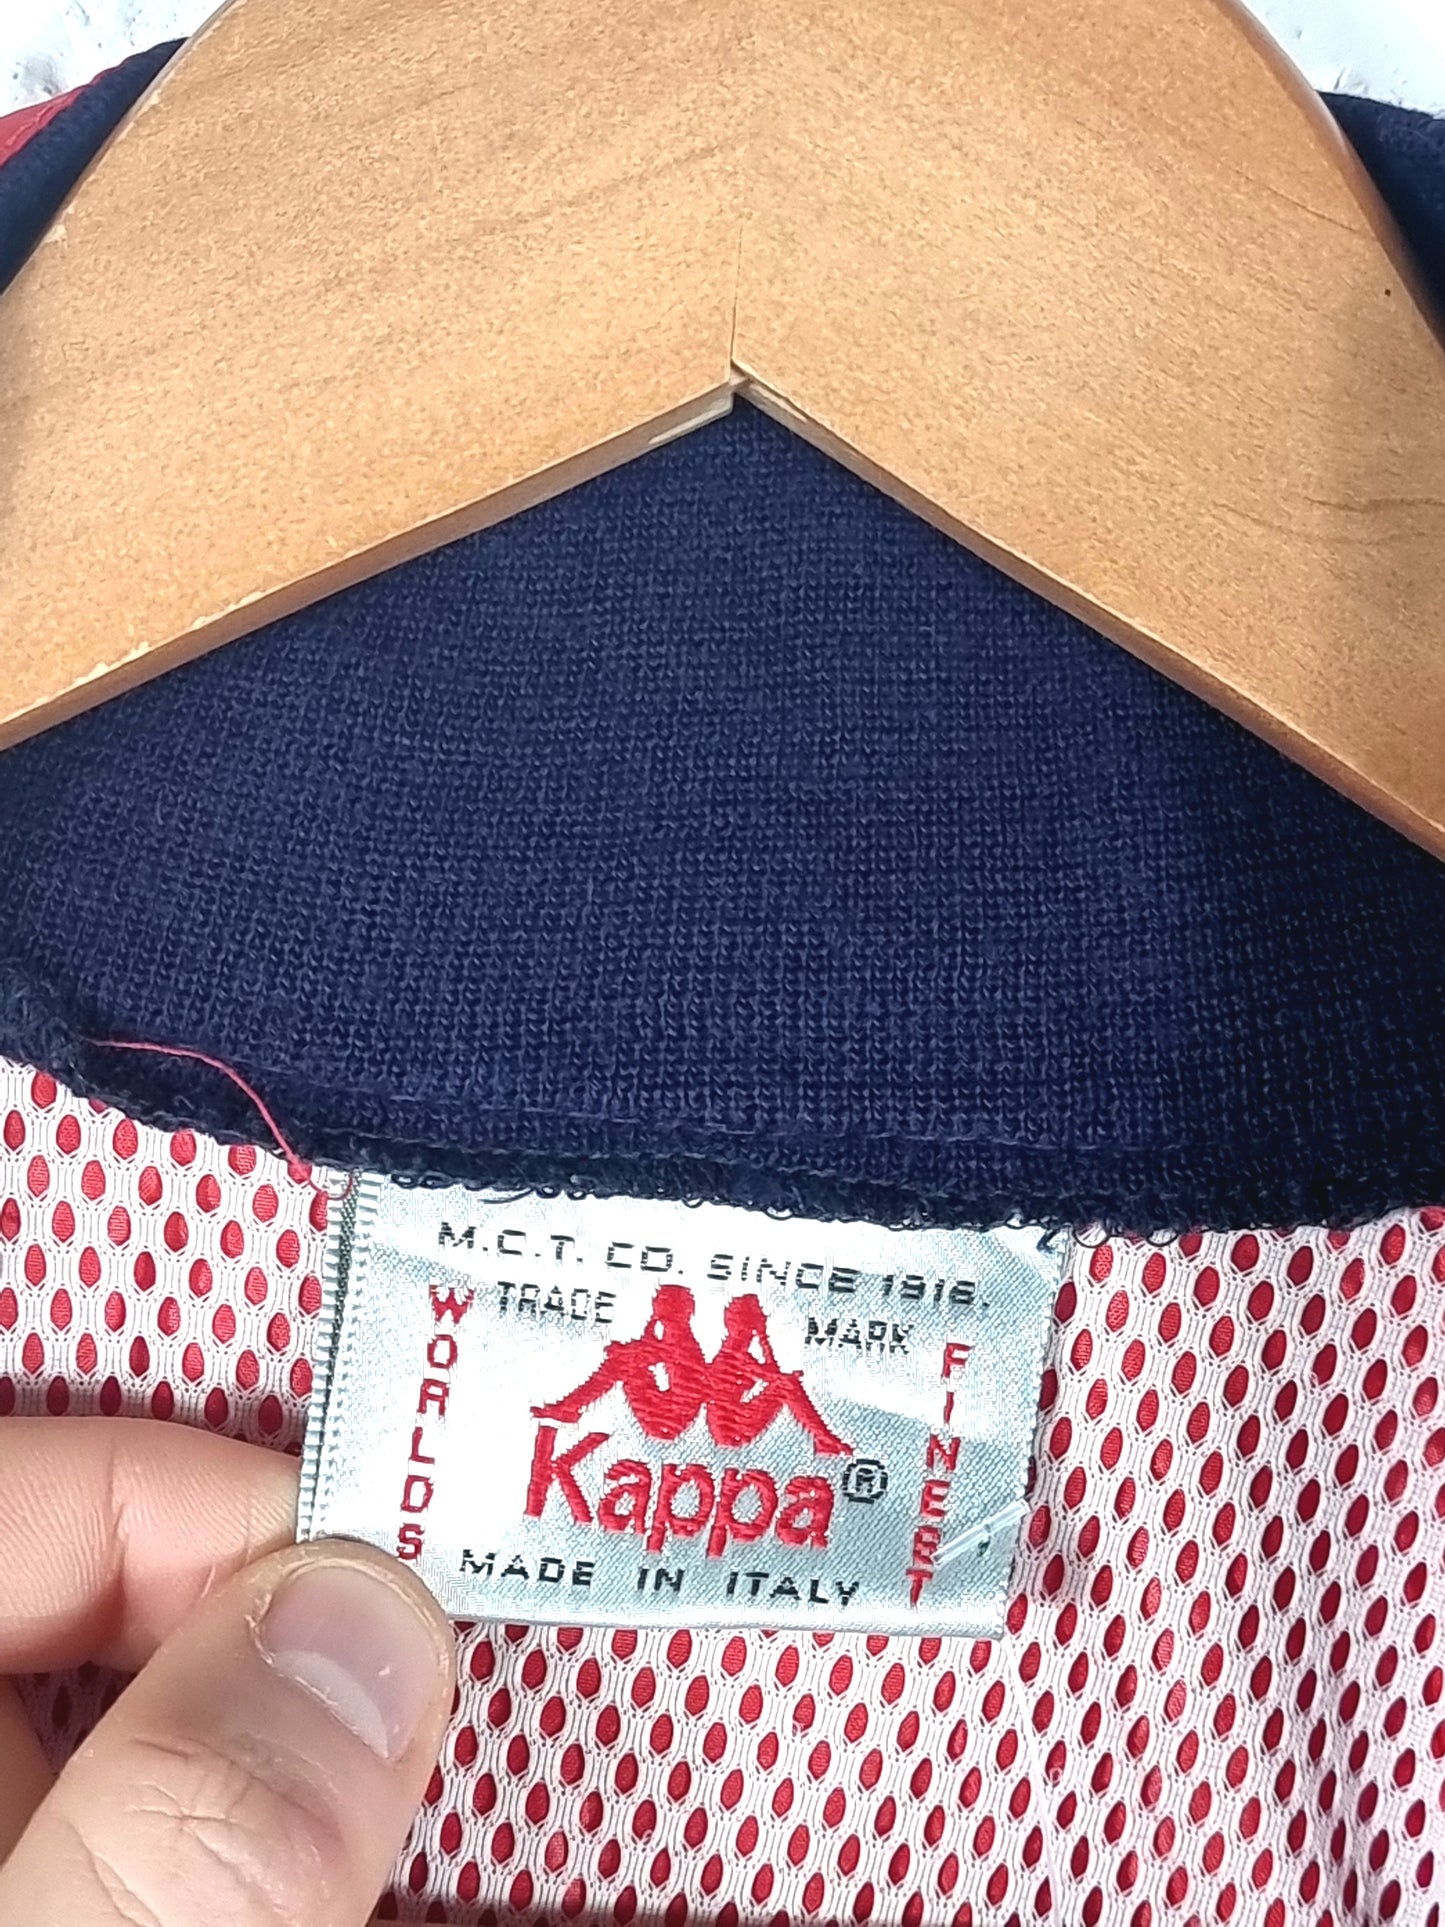 M.C.T. CO. SINCE 1916.
TRADE MARK
WORLDS
FINEST
Kappa®
MADE IN ITALY